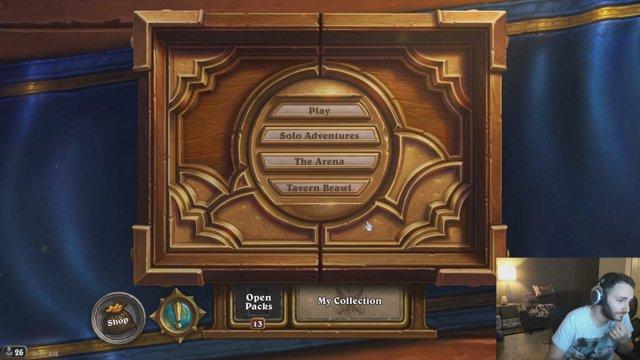 Play
Solo Adventures
The Arena
Tavern Brawl
Open
Packs
13
My Collection
Shop
26